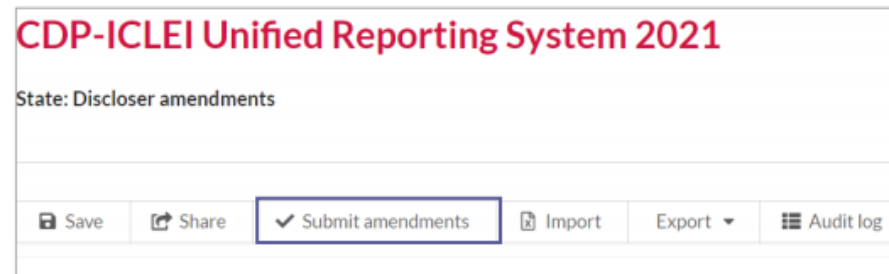 CDP-ICLEI Unified Reporting System 2021
State: Discloser amendments
Save Share Submit amendments Import Export Audit log